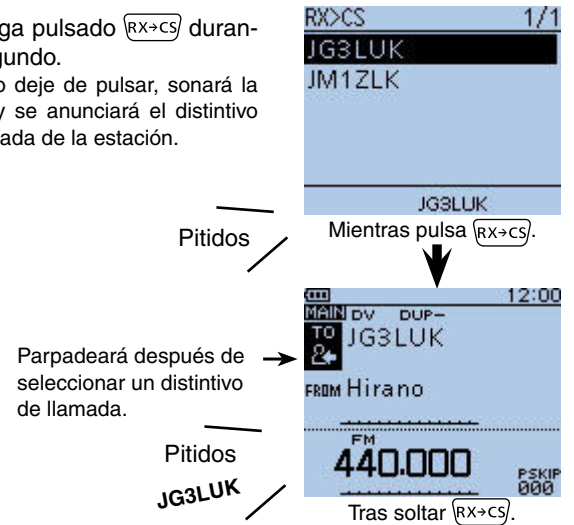 ga pulsado RX→CS duran-
gundo.
o deje de pulsar, sonará la
y se anunciará el distintivo
ada de la estación.
RX>CS 1/1
JG3LUK
JM1ZLK
JG3LUK
Pitidos
Mientras pulsa RX→CS.
12:00
MAIN DV DUP–
TO JG3LUK
FROM Hirano
Parpadeará después de
seleccionar un distintivo
de llamada.
FM
440.000
PSKIP
000
Pitidos
JG3LUK
Tras soltar RX→CS.